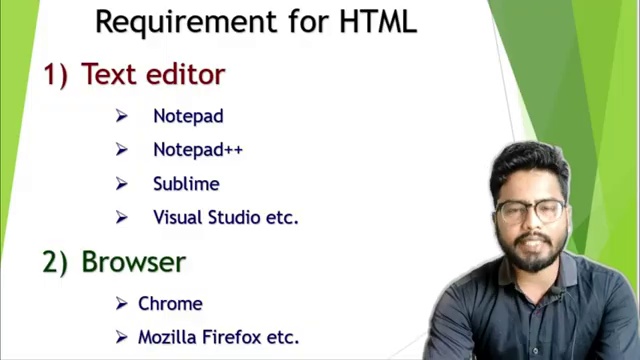 Requirement for HTML
1) Text editor
➢ Notepad
➢ Notepad++
➢ Sublime
➢ Visual Studio etc.
2) Browser
➢ Chrome
➢ Mozilla Firefox etc.